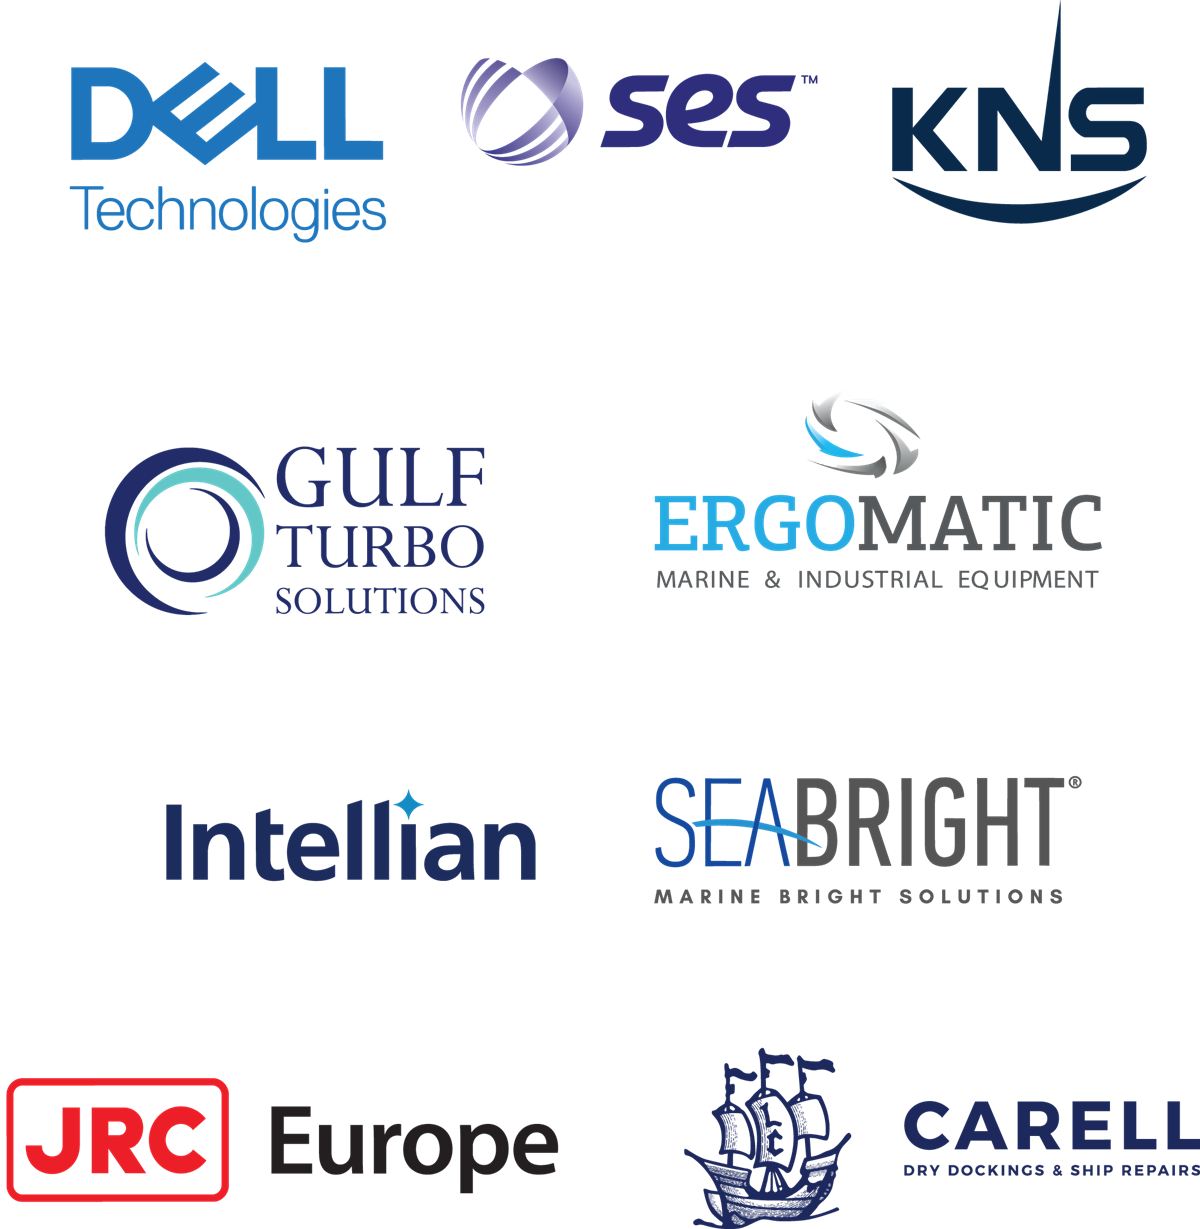 DELL
Technologies
ses™
KNS
GULF
TURBO
SOLUTIONS
ERGOMATIC
MARINE & INDUSTRIAL EQUIPMENT
Intellian
SEABRIGHT®
MARINE BRIGHT SOLUTIONS
JRC Europe
CARELL
DRY DOCKINGS & SHIP REPAIRS